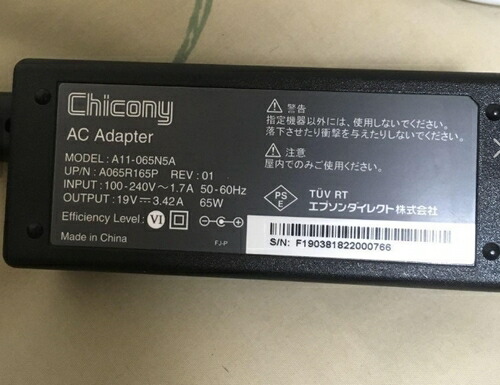 Chicony
AC Adapter
MODEL: A11-065N5A
UP/N: A065R165P REV: 01
INPUT: 100-240V～1.7A 50-60Hz
OUTPUT: 19V⎓3.42A 65W
Efficiency Level: VI
Made in China
FJ-P
警告
指定機器以外には、使用しないでください。
落下させたり衝撃を与えたりしないでください。
注意
屋内でのみご使用ください。
PS
E
TÜV RT
エプソンダイレクト株式会社
S/N: F190381822000766